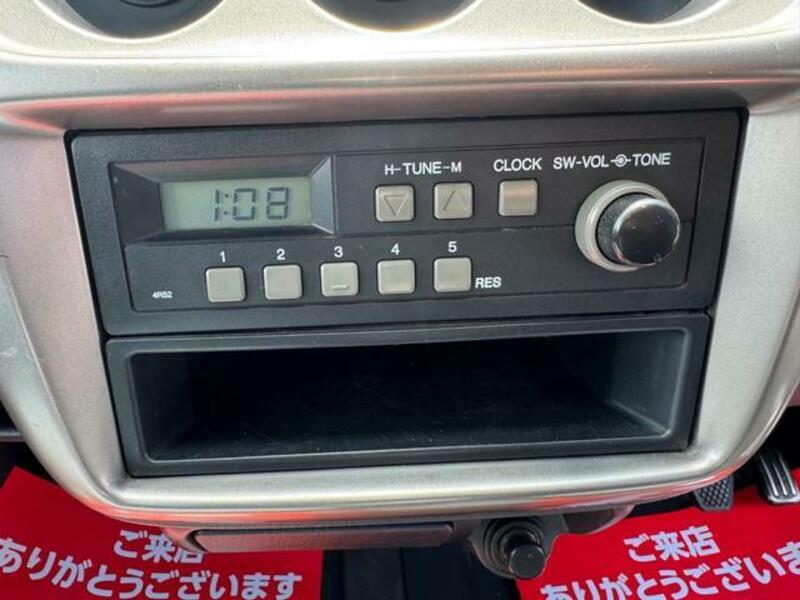 H-TUNE-M CLOCK SW-VOL-TONE
1:08
1 2 3 4 5
RES
4RS2
ご来店
ありがとうございます
ご来店
ありがとうございま